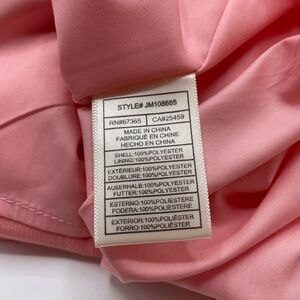 STYLE# JM108685
RN#67365 CA#25459
MADE IN CHINA
FABRIQUÉ EN CHINE
HECHO EN CHINA
SHELL:100%POLYESTER
LINING:100%POLYESTER
EXTÉRIEUR:100%POLYESTER
DOUBLURE:100%POLYESTER
AUßERHALB:100%POLYESTER
FUTTER:100%POLYESTER
ESTERNO:100%POLIESTERE
FODERA:100%POLIESTERE
EXTERIOR:100%POLIÉSTER
FORRO:100%POLIÉSTER